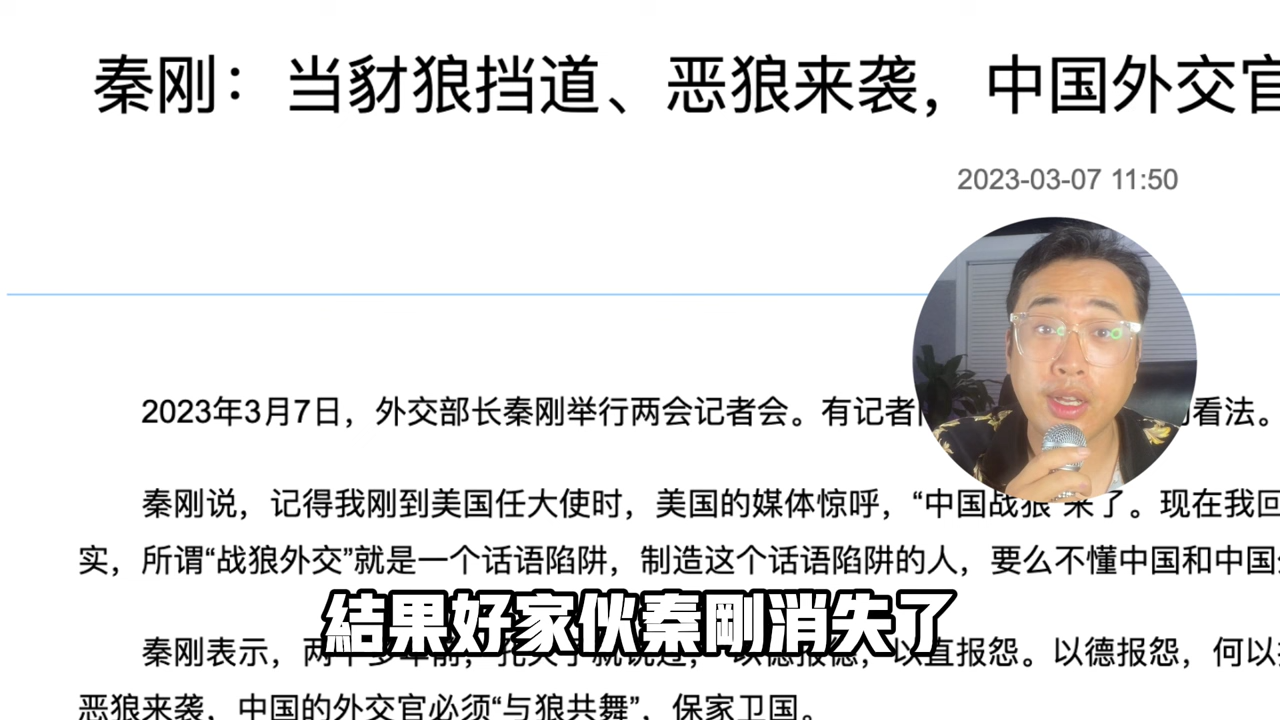 秦刚：当豺狼挡道、恶狼来袭，中国外交官
2023-03-07 11:50
2023年3月7日，外交部长秦刚举行两会记者会。有记者 看法。
秦刚说，记得我刚到美国任大使时，美国的媒体惊呼，“中国战狼”来了。现在我回
实，所谓“战狼外交”就是一个话语陷阱，制造这个话语陷阱的人，要么不懂中国和中国
結果好家伙秦剛消失了
秦刚表示， 以直报怨。以德报怨，何以
恶狼来袭，中国的外交官必须“与狼共舞”，保家卫国。